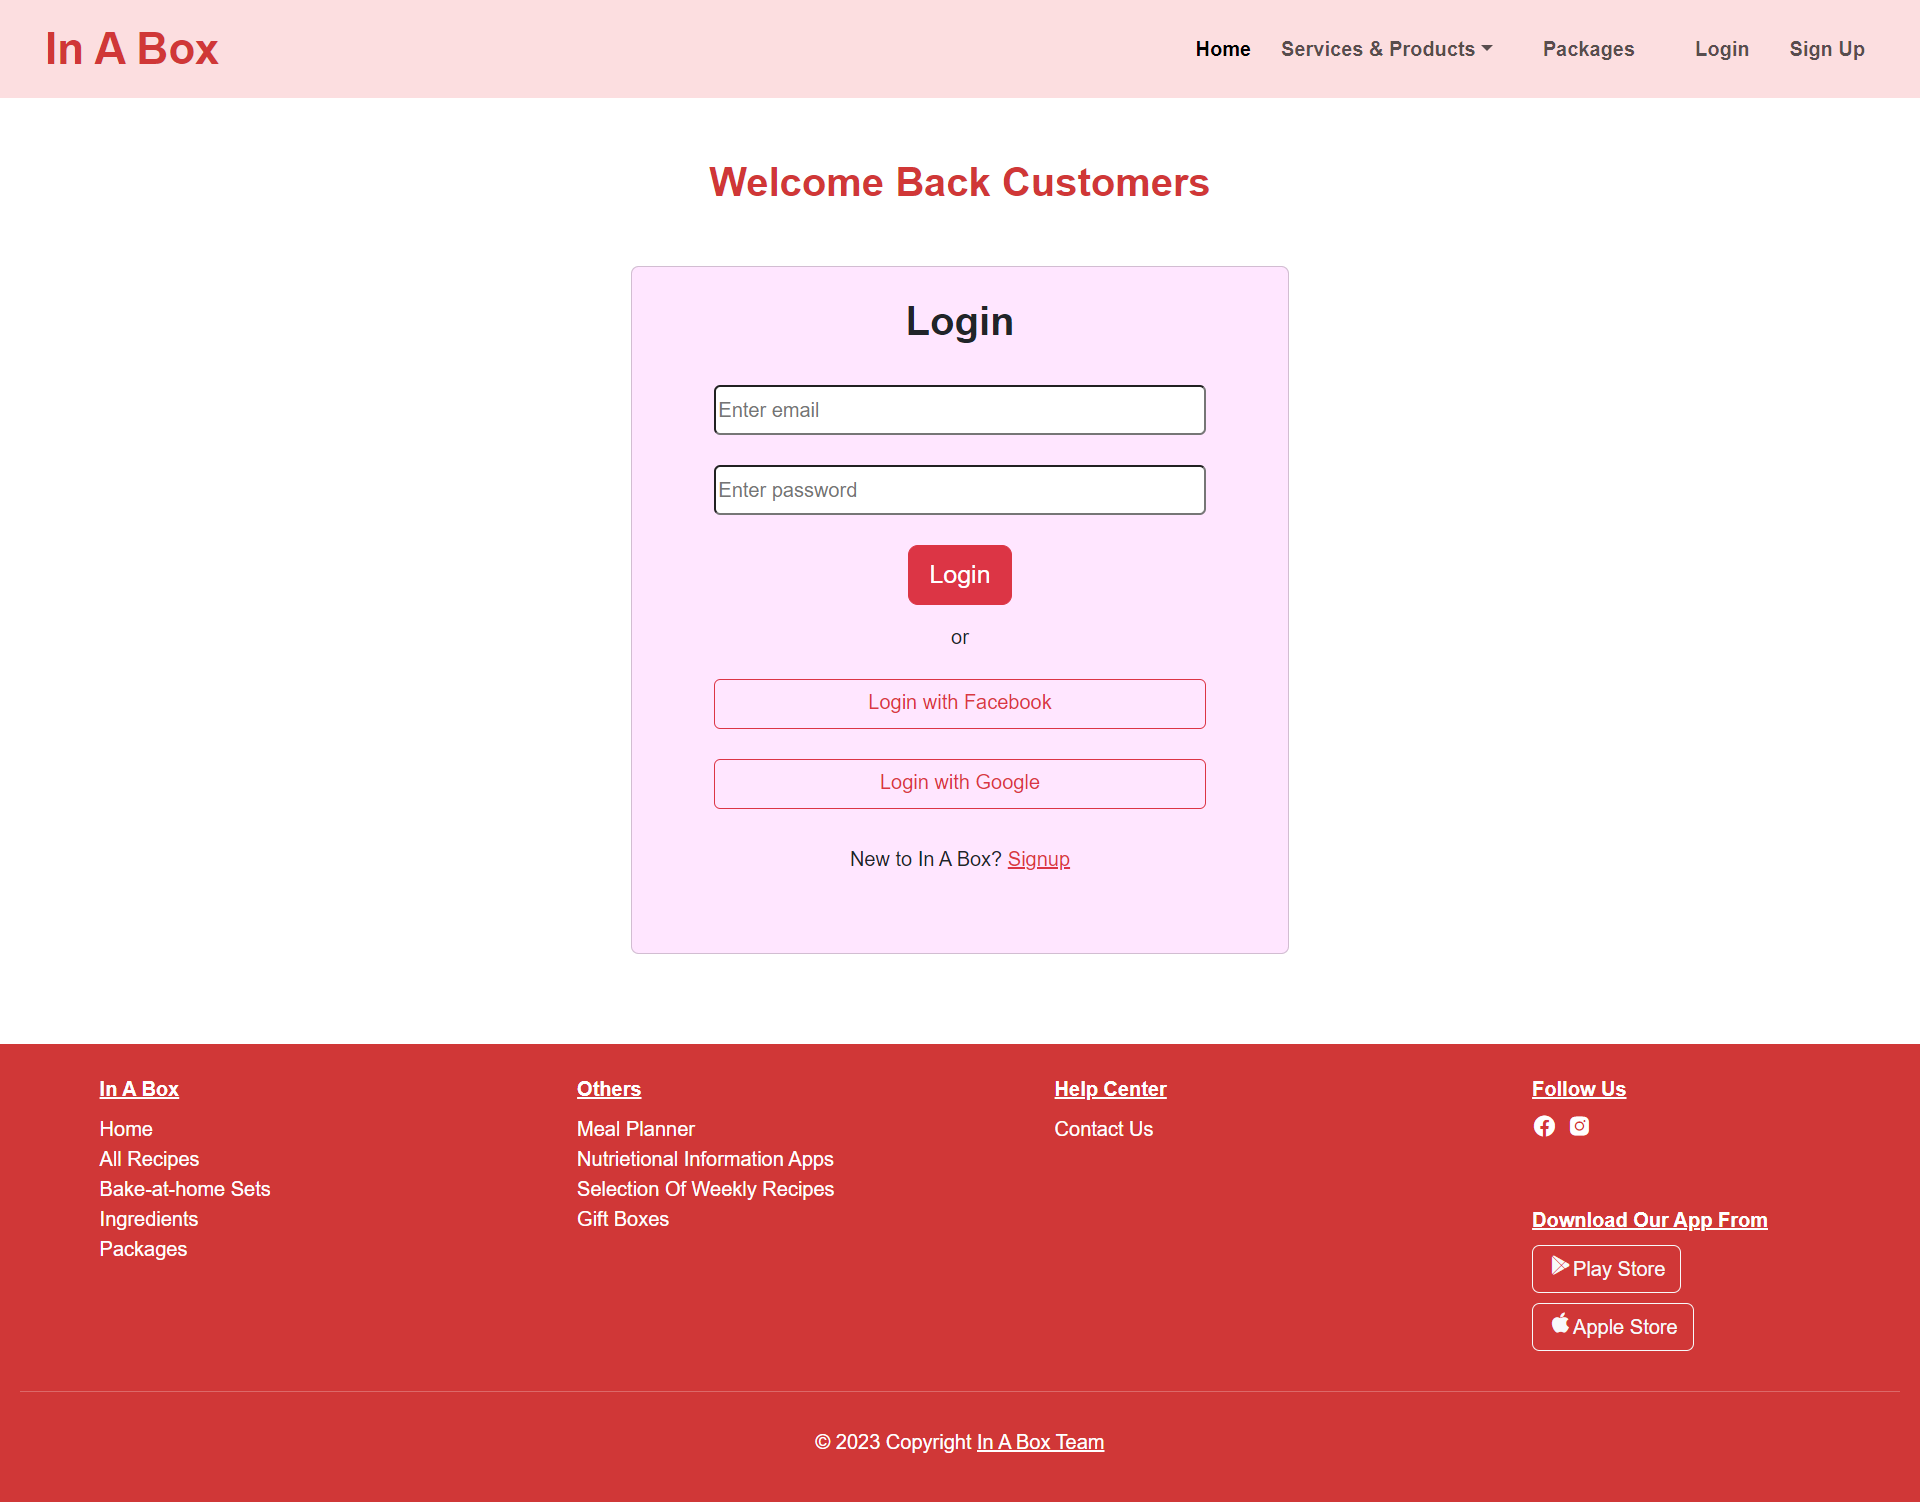 In A Box
Home Services & Products Packages Login Sign Up
Welcome Back Customers
Login
Enter email
Enter password
Login
or
Login with Facebook
Login with Google
New to In A Box? Signup
In A Box
Home
All Recipes
Bake-at-home Sets
Ingredients
Packages
Others
Meal Planner
Nutrietional Information Apps
Selection Of Weekly Recipes
Gift Boxes
Help Center
Contact Us
Follow Us
Download Our App From
Play Store
Apple Store
© 2023 Copyright In A Box Team